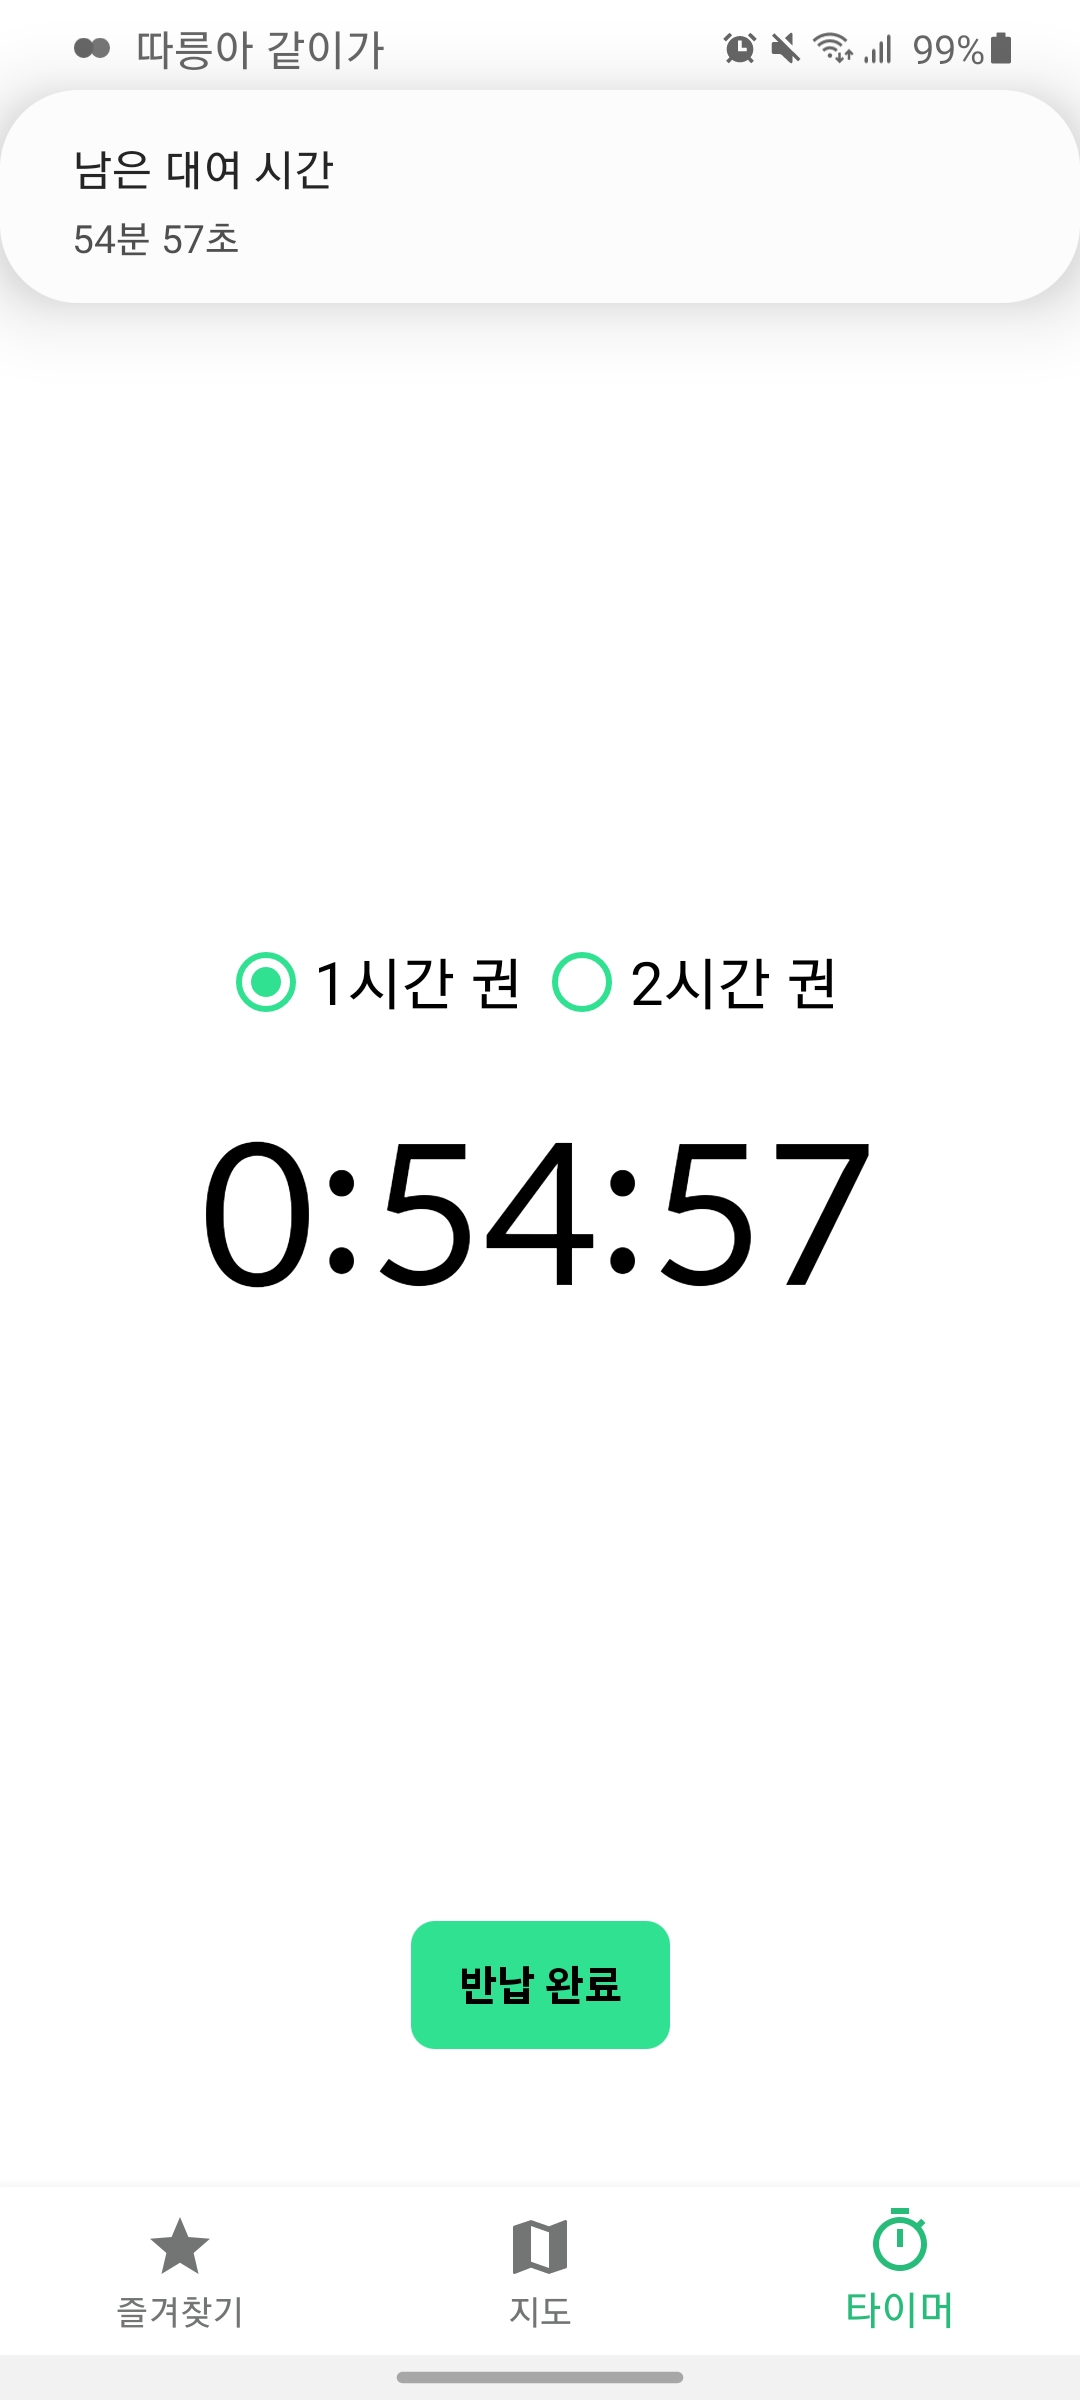 따릉아 같이가 99%
남은 대여 시간
54분 57초
1시간 권 2시간 권
0:54:57
반납 완료
즐겨찾기 지도 타이머